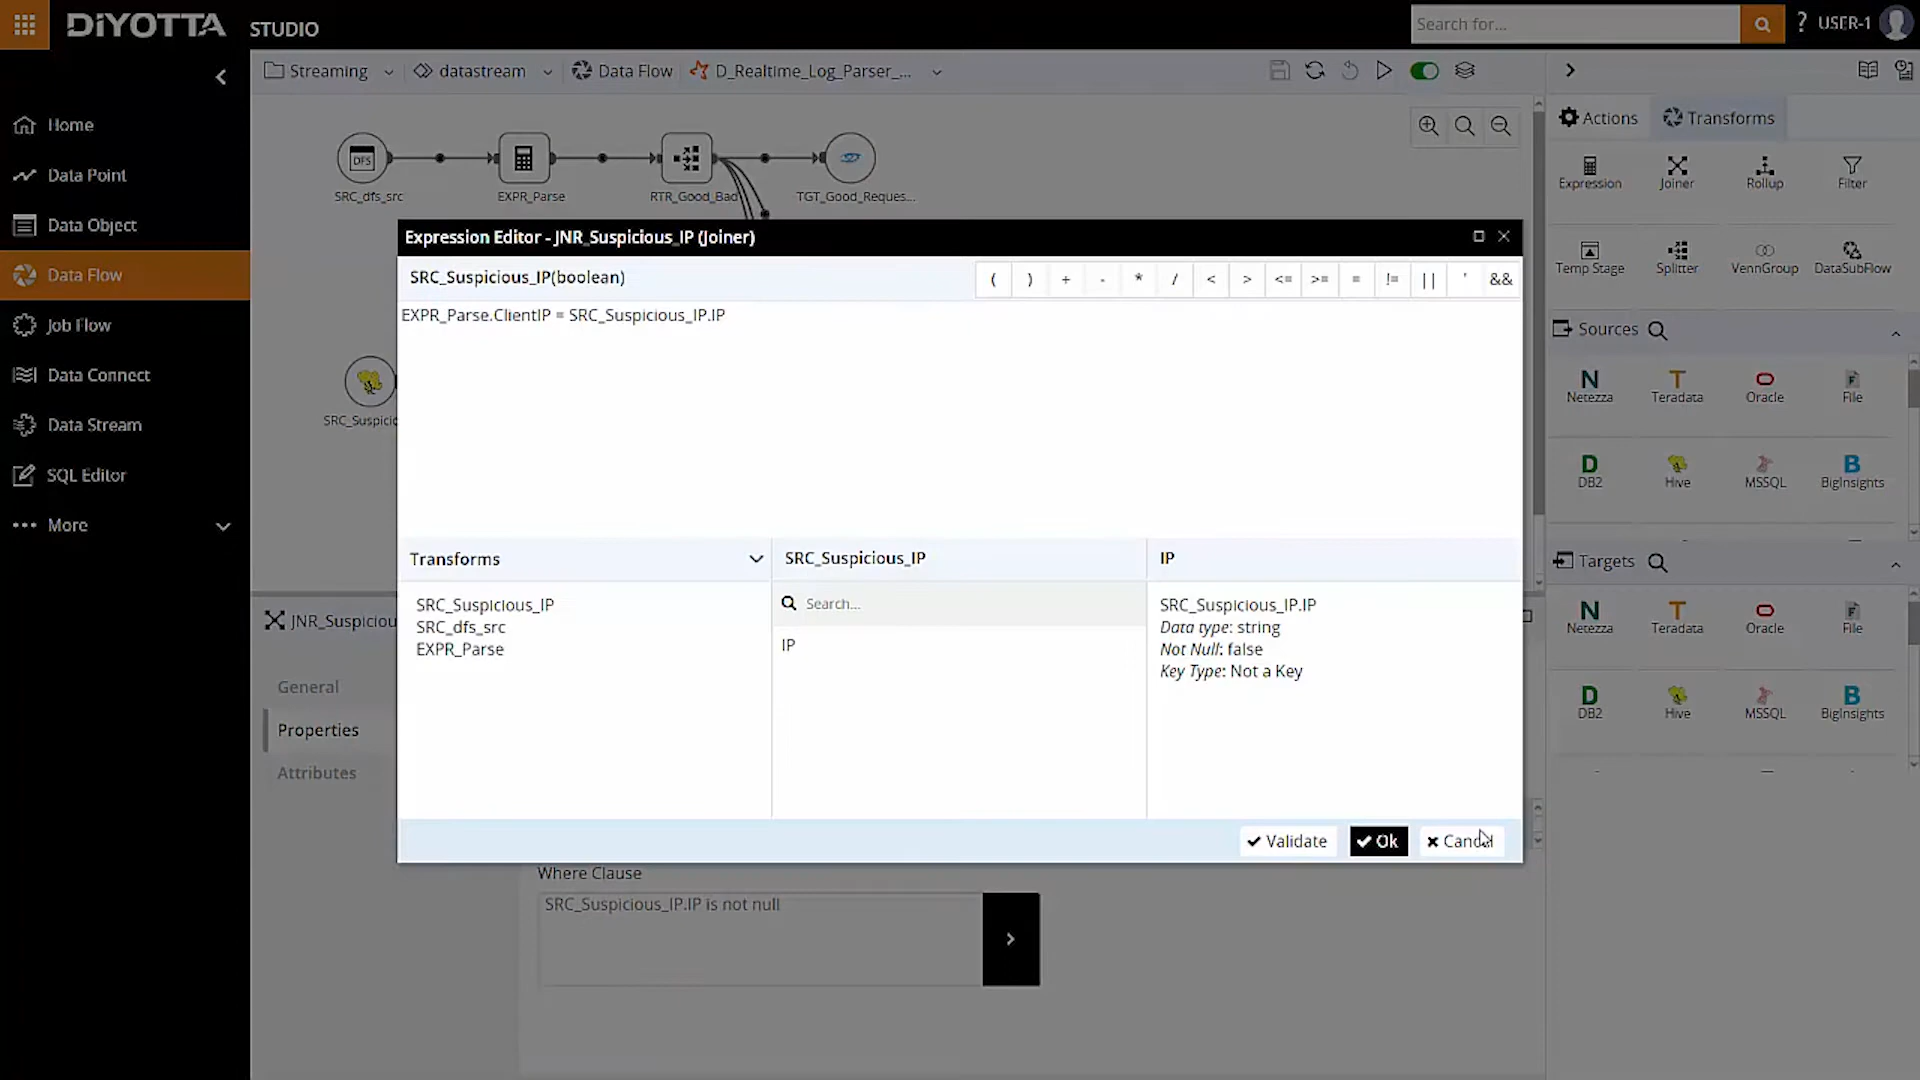 DiYOTTA STUDIO
Search for...
? USER-1
Home
Data Point
Data Object
Data Flow
Job Flow
Data Connect
Data Stream
SQL Editor
More
Streaming
datastream
Data Flow
D_Realtime_Log_Parser_...
DFS
SRC_dfs_src
EXPR_Parse
RTR_Good_Bad
TGT_Good_Reques...
SRC_Suspicio
Expression Editor - JNR_Suspicious_IP (Joiner)
SRC_Suspicious_IP(boolean)
( ) + - * / < > <= >= = != || ' &&
EXPR_Parse.ClientIP = SRC_Suspicious_IP.IP
Transforms
SRC_Suspicious_IP
SRC_dfs_src
EXPR_Parse
SRC_Suspicious_IP
Search...
IP
IP
SRC_Suspicious_IP.IP
Data type: string
Not Null: false
Key Type: Not a Key
Validate
Ok
Cancel
JNR_Suspiciou
General
Properties
Attributes
Where Clause
SRC_Suspicious_IP.IP is not null
Actions
Transforms
Expression
Joiner
Rollup
Filter
Temp Stage
Splitter
VennGroup
DataSubFlow
Sources
N
Netezza
T
Teradata
Oracle
F
File
D
DB2
Hive
MSSQL
B
BigInsights
Targets
N
Netezza
T
Teradata
Oracle
F
File
D
DB2
Hive
MSSQL
B
BigInsights